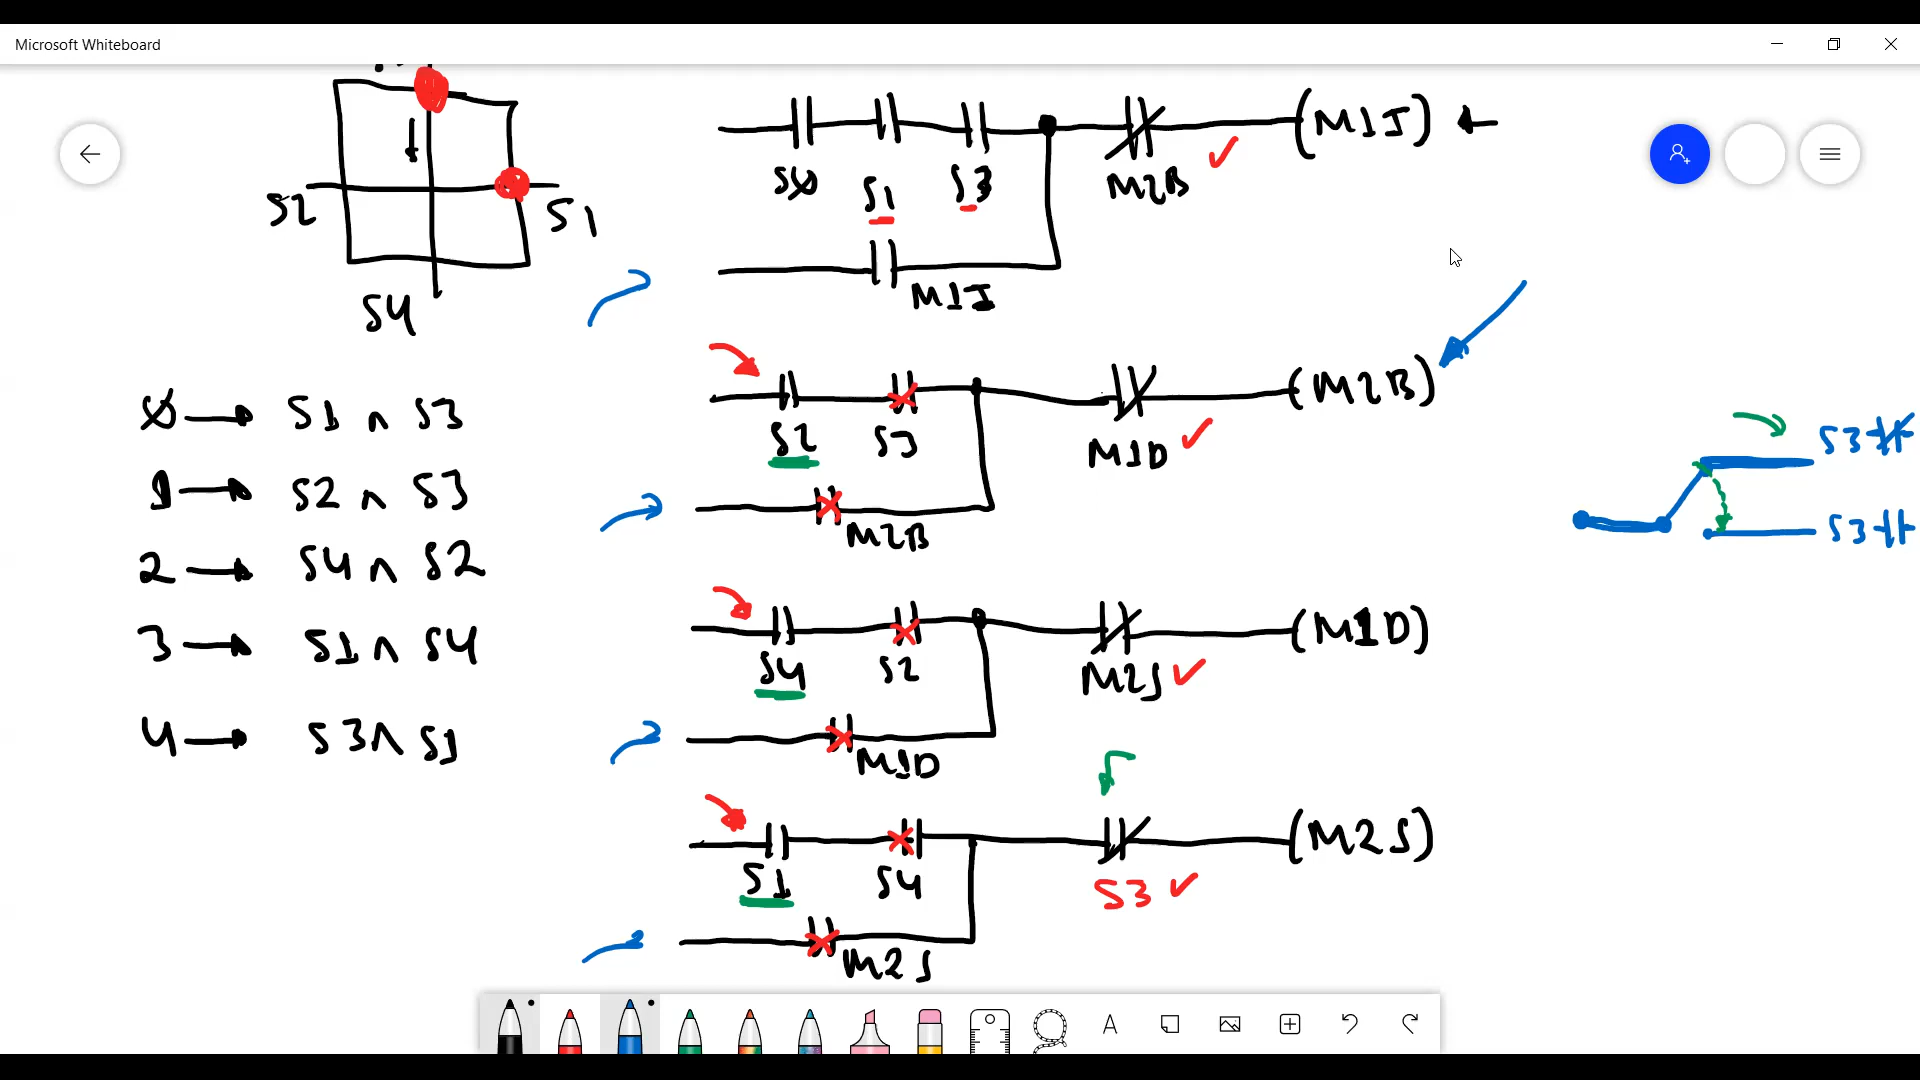 Microsoft Whiteboard
S2
S1
S4
SØ
S1
S3
M2B
(M1I)
M1I
S2
S3
M1D
(M2B)
M2B
S4
S2
M2S
(M1D)
M1D
S1
S4
S3
(M2S)
M2S
Ø → S1 ∧ S3
1 → S2 ∧ S3
2 → S4 ∧ S2
3 → S1 ∧ S4
4 → S3 ∧ S1
S3
S3
A